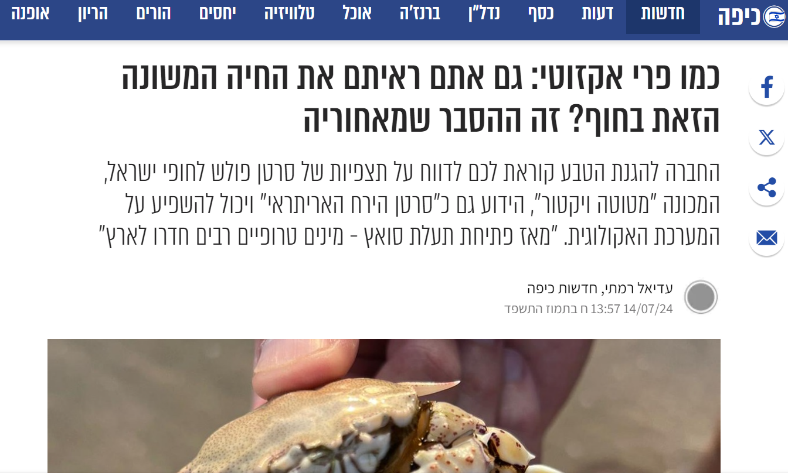 כיפה
חדשות דעות כסף נדל"ן ברנז'ה אוכל טלוויזיה יחסים הורים הריון אופנה
כמו פרי אקזוטי: גם אתם ראיתם את החיה המשונה
הזאת בחוף? זה ההסבר שמאחוריה
החברה להגנת הטבע קוראת לכם לדווח על תצפיות של סרטן פולש לחופי ישראל,
המכונה "מטוטה ויקטור", הידוע גם כ"סרטן הירח האריתראי" ויכול להשפיע על
המערכת האקולוגית. "מאז פתיחת תעלת סואץ - מינים טרופיים רבים חדרו לארץ"
עדיאל רמתי, חדשות כיפה
14/07/24 13:57 ח בתמוז התשפד